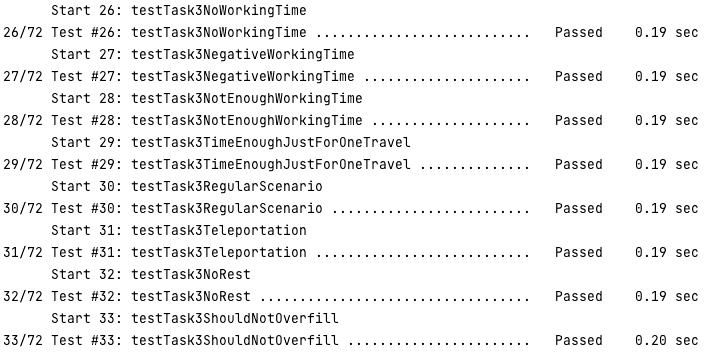 Start 26: testTask3NoWorkingTime
26/72 Test #26: testTask3NoWorkingTime ........................... Passed 0.19 sec
Start 27: testTask3NegativeWorkingTime
27/72 Test #27: testTask3NegativeWorkingTime ..................... Passed 0.19 sec
Start 28: testTask3NotEnoughWorkingTime
28/72 Test #28: testTask3NotEnoughWorkingTime .................... Passed 0.19 sec
Start 29: testTask3TimeEnoughJustForOneTravel
29/72 Test #29: testTask3TimeEnoughJustForOneTravel .............. Passed 0.19 sec
Start 30: testTask3RegularScenario
30/72 Test #30: testTask3RegularScenario ......................... Passed 0.19 sec
Start 31: testTask3Teleportation
31/72 Test #31: testTask3Teleportation ........................... Passed 0.19 sec
Start 32: testTask3NoRest
32/72 Test #32: testTask3NoRest .................................. Passed 0.19 sec
Start 33: testTask3ShouldNotOverfill
33/72 Test #33: testTask3ShouldNotOverfill ....................... Passed 0.20 sec